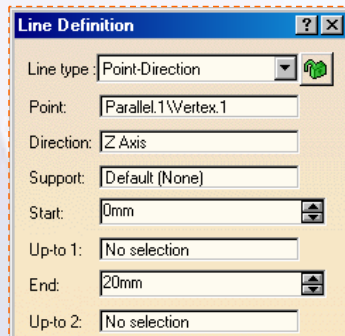 Line Definition ? ×
Line type : Point-Direction
Point: Parallel.1\Vertex.1
Direction: Z Axis
Support: Default (None)
Start: 0mm
Up-to 1: No selection
End: 20mm
Up-to 2: No selection